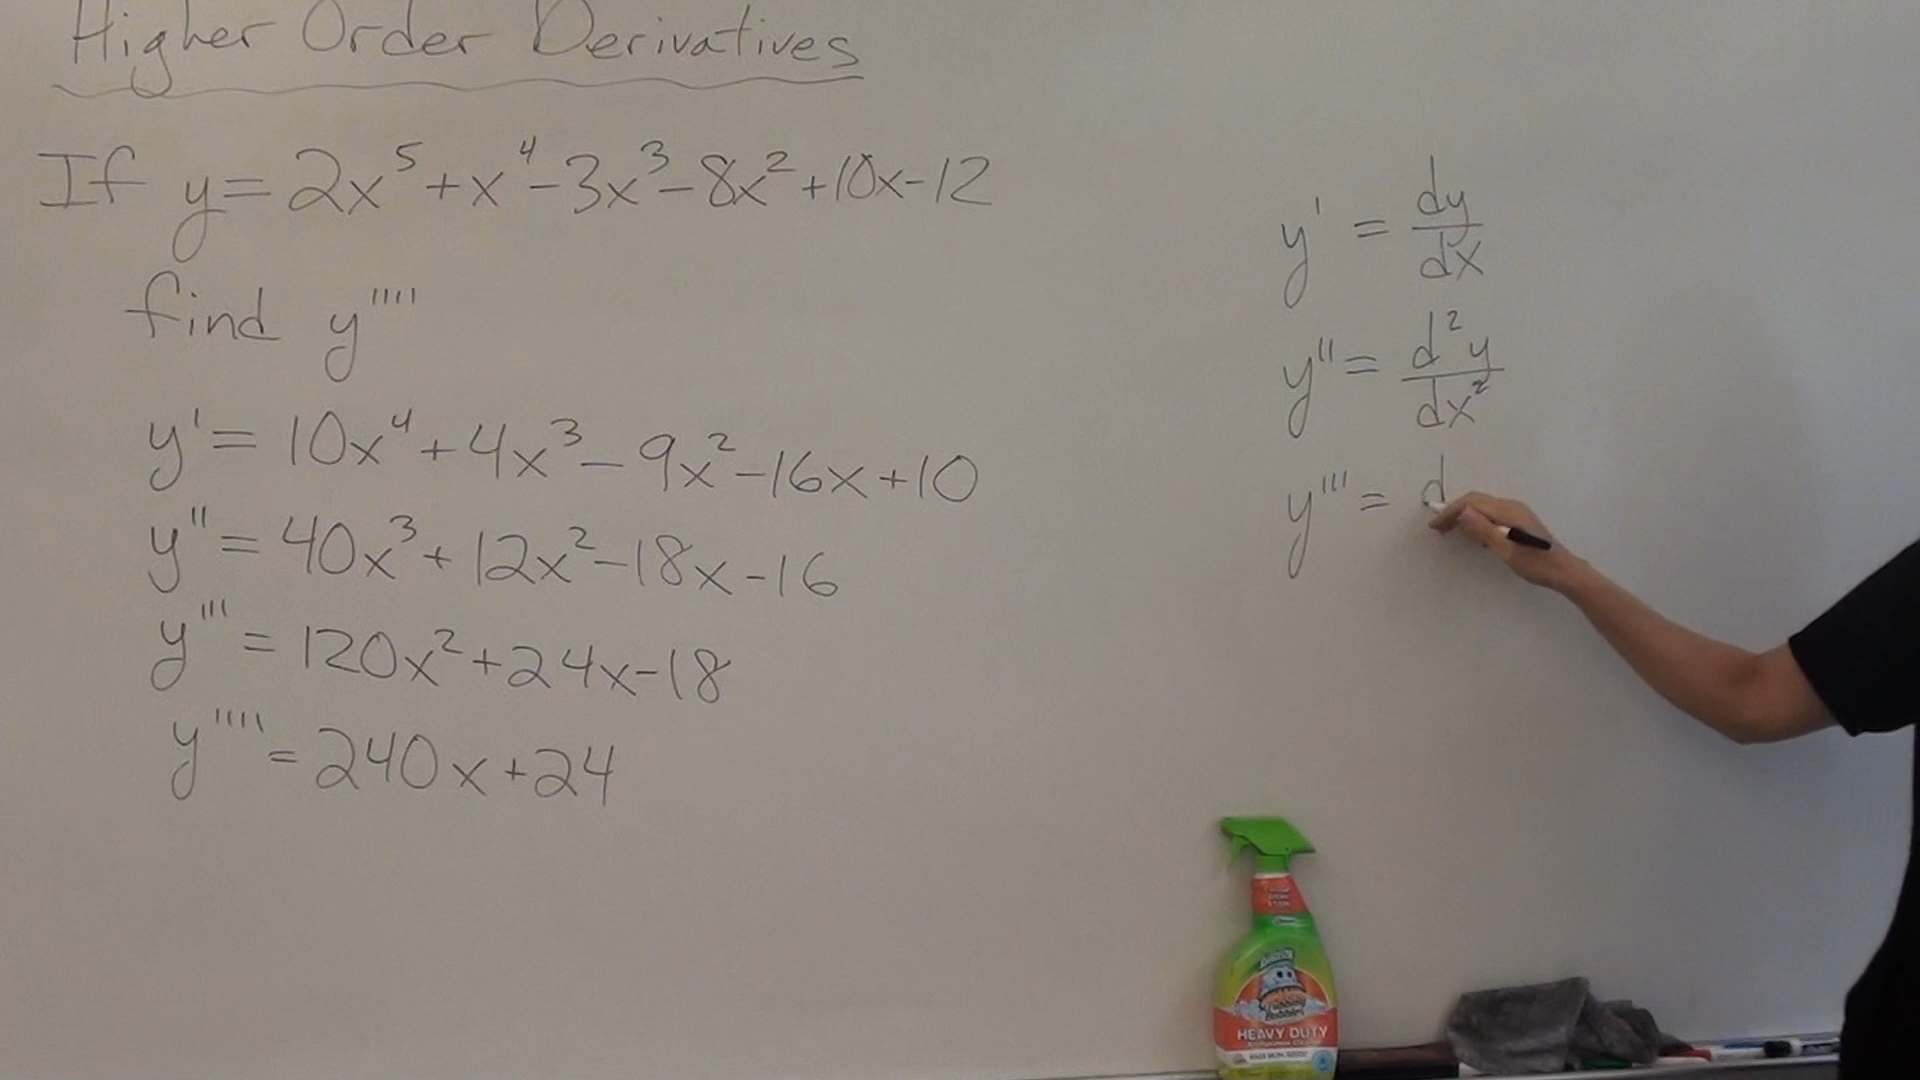 Higher Order Derivatives
If y = 2x⁵ + x⁴ - 3x³ - 8x² + 10x - 12
find y''''
y' = 10x⁴ + 4x³ - 9x² - 16x + 10
y'' = 40x³ + 12x² - 18x - 16
y''' = 120x² + 24x - 18
y'''' = 240x + 24
y' = dy/dx
y'' = d²y/dx²
y''' = d
HEAVY DUTY